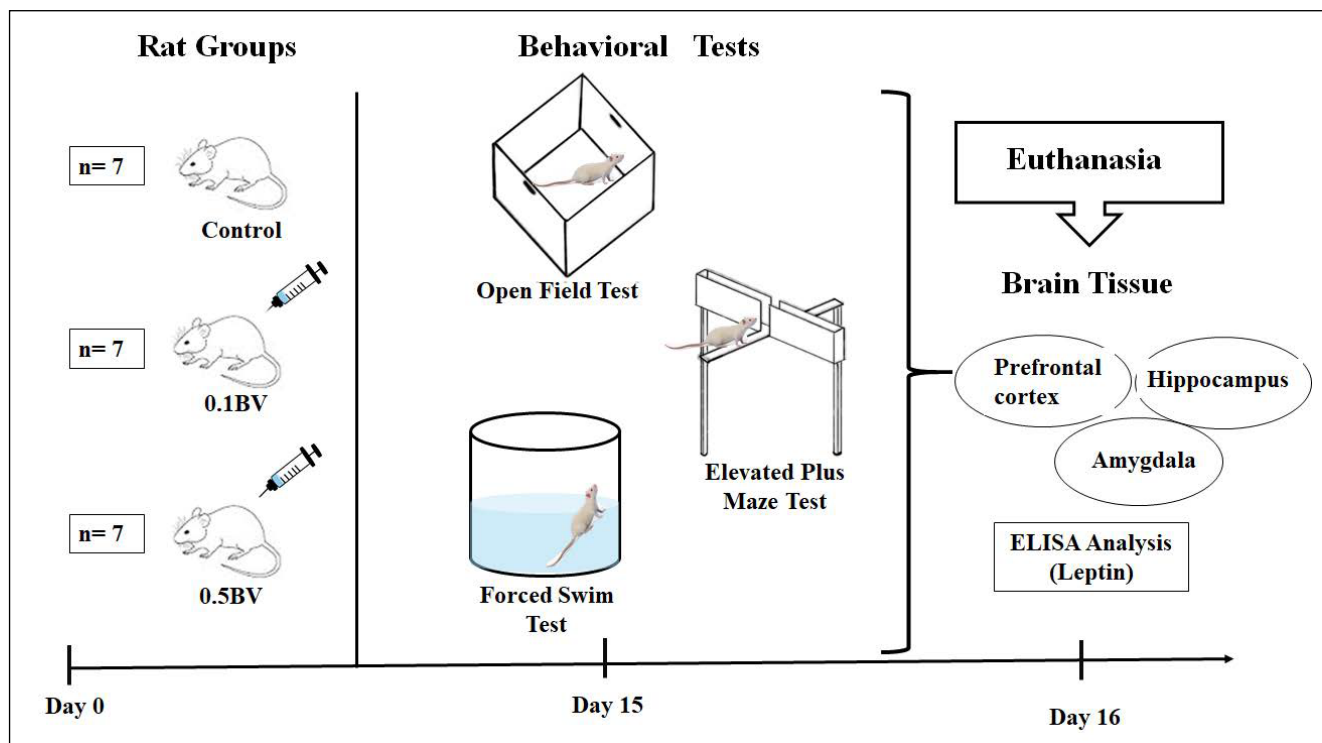 Rat Groups
n= 7
Control
n= 7
0.1BV
n= 7
0.5BV
Behavioral Tests
Open Field Test
Elevated Plus
Maze Test
Forced Swim
Test
Euthanasia
Brain Tissue
Prefrontal
cortex
Hippocampus
Amygdala
ELISA Analysis
(Leptin)
Day 0
Day 15
Day 16